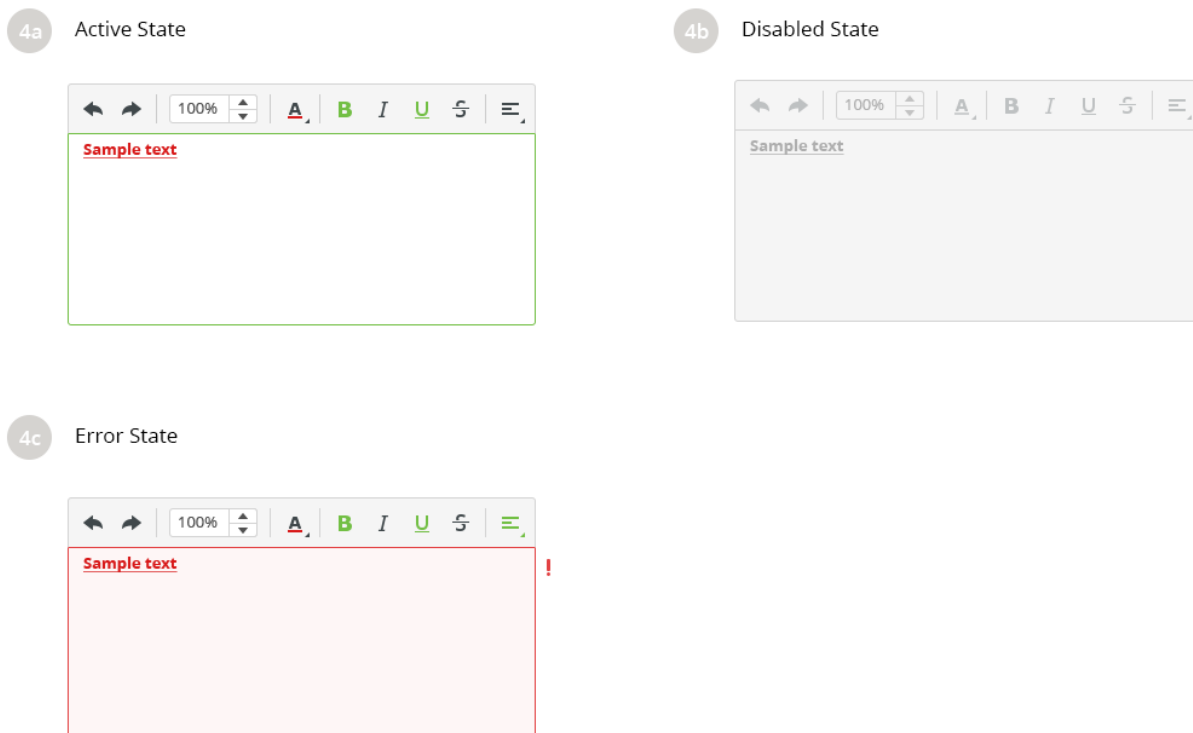 4a Active State
4b Disabled State
100% A B I U S
Sample text
100% A B I U S
Sample text
4c Error State
100% A B I U S
Sample text
!